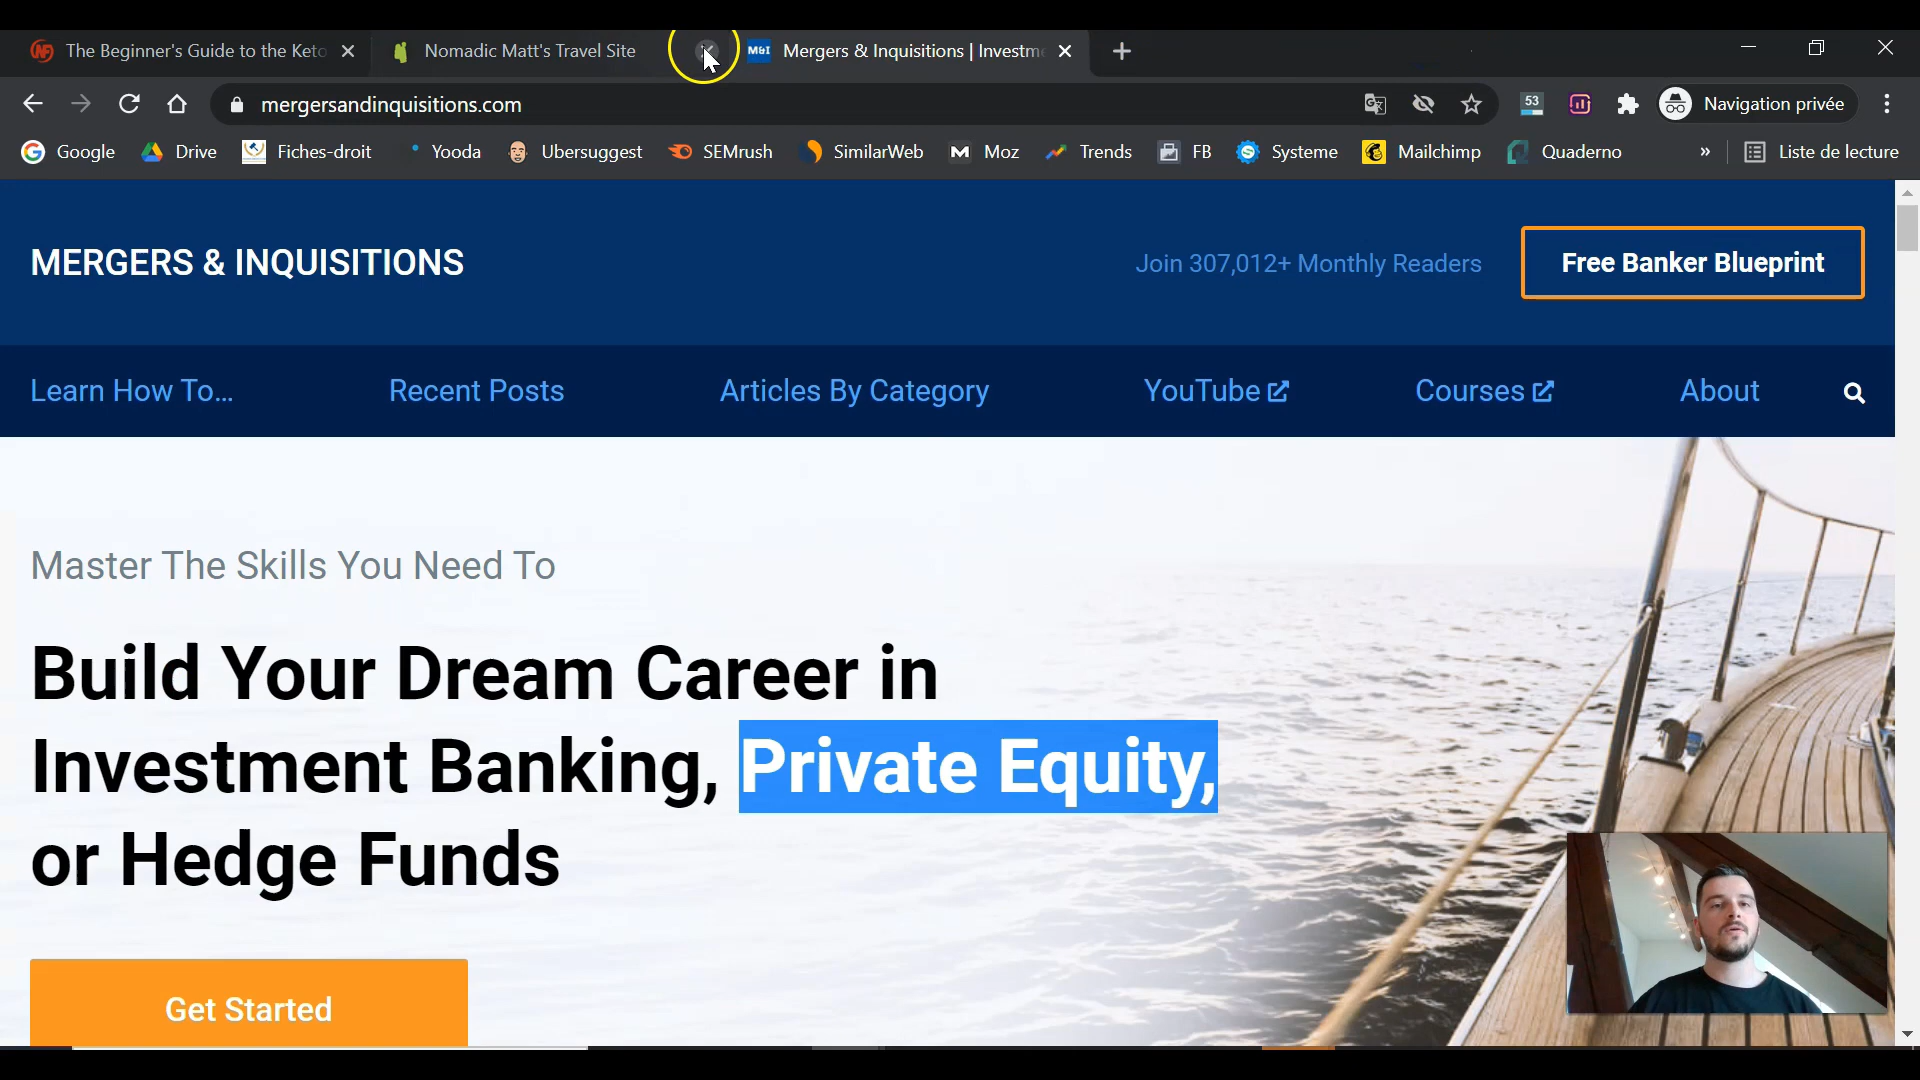 The Beginner's Guide to the Keto
Nomadic Matt's Travel Site
M&I
Mergers & Inquisitions | Investme
mergersandinquisitions.com
53
Navigation privée
Google
Drive
Fiches-droit
Yooda
Ubersuggest
SEMrush
SimilarWeb
Moz
Trends
FB
Systeme
Mailchimp
Quaderno
»
Liste de lecture
MERGERS & INQUISITIONS
Join 307,012+ Monthly Readers
Free Banker Blueprint
Learn How To...
Recent Posts
Articles By Category
YouTube
Courses
About
Master The Skills You Need To
Build Your Dream Career in
Investment Banking, Private Equity,
or Hedge Funds
Get Started